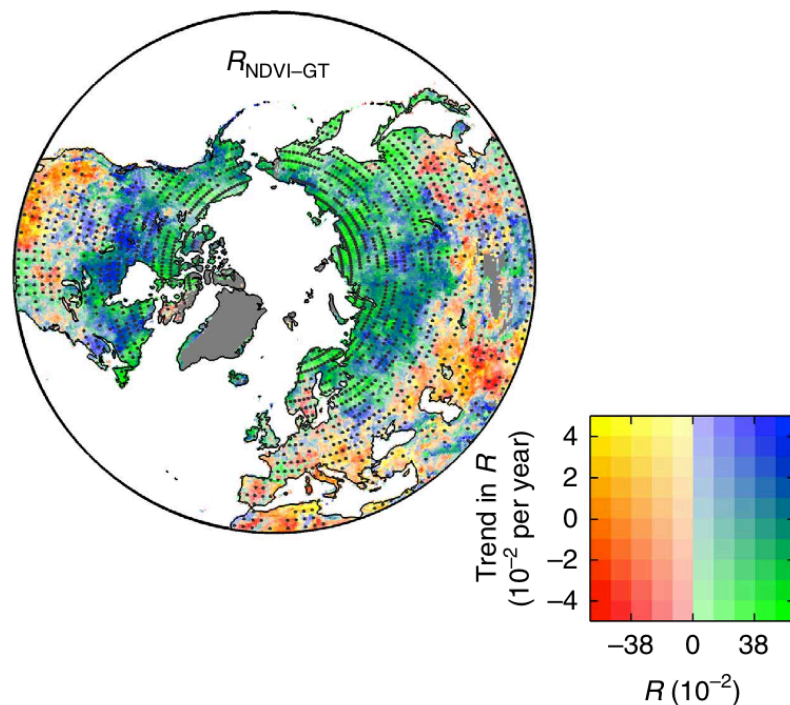 R_NDVI–GT
Trend in R
(10⁻² per year)
4
2
0
−2
−4
−38 0 38
R (10⁻²)